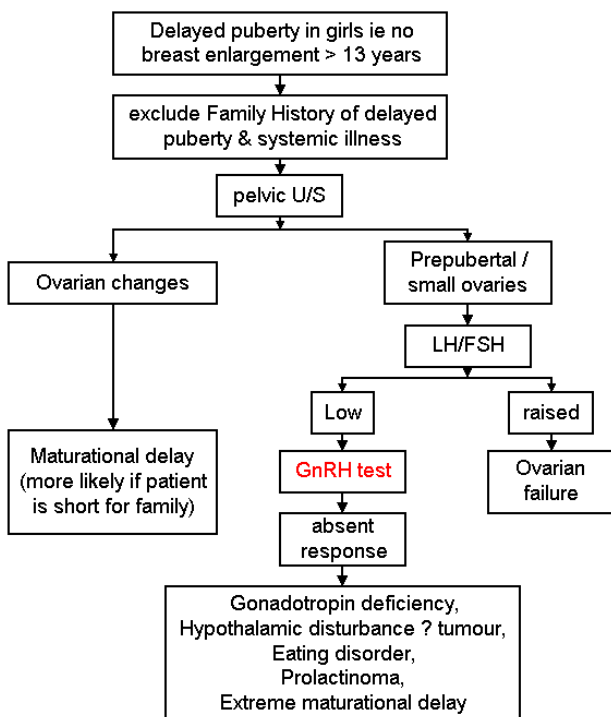 Delayed puberty in girls ie no
breast enlargement > 13 years
exclude Family History of delayed
puberty & systemic illness
pelvic U/S
Ovarian changes
Prepubertal /
small ovaries
LH/FSH
Low
raised
Maturational delay
(more likely if patient
is short for family)
GnRH test
Ovarian
failure
absent
response
Gonadotropin deficiency,
Hypothalamic disturbance ? tumour,
Eating disorder,
Prolactinoma,
Extreme maturational delay